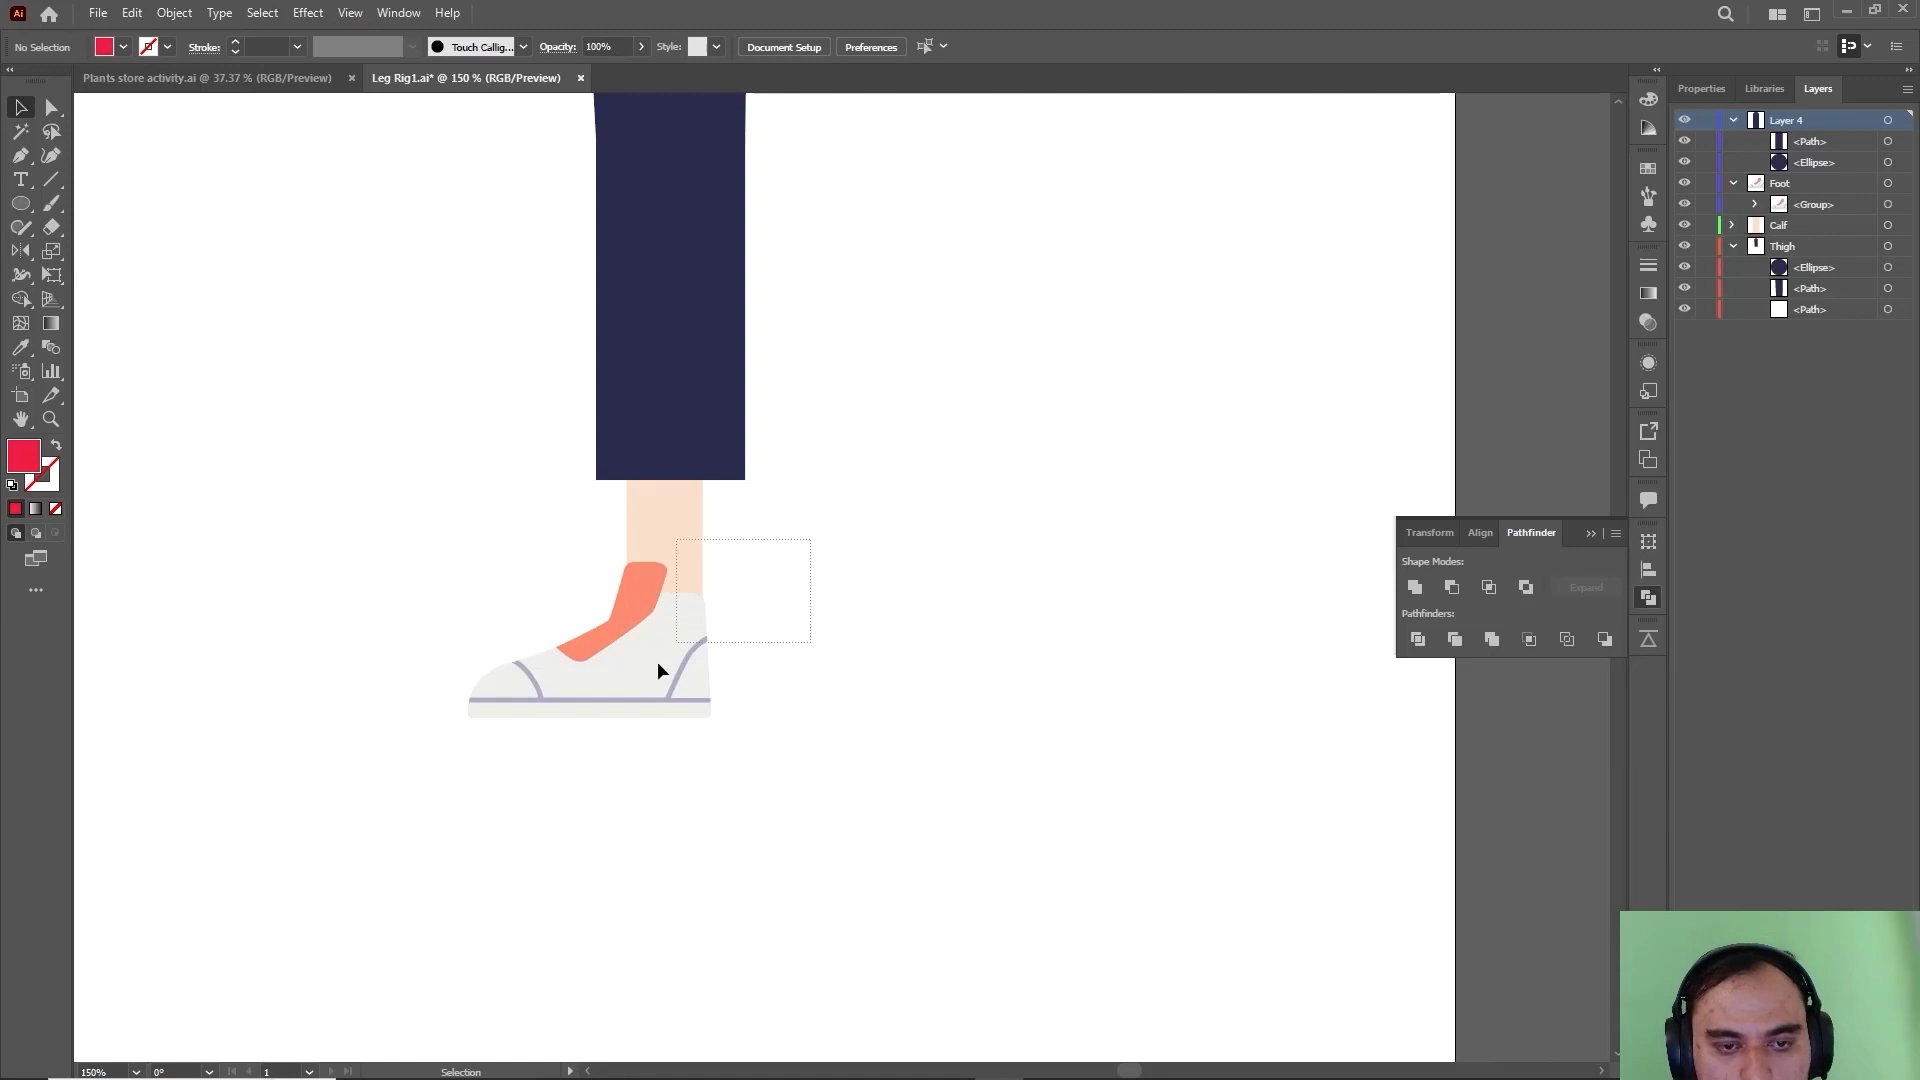 Ai File Edit Object Type Select Effect View Window Help
No Selection Stroke: Touch Callig... Opacity: 100% Style: Document Setup Preferences
Plants store activity.ai @ 37.37 % (RGB/Preview) × Leg Rig1.ai* @ 150 % (RGB/Preview) ×
Properties Libraries Layers
Layer 4
<Path>
<Ellipse>
Foot
<Group>
Calf
Thigh
<Ellipse>
<Path>
<Path>
Transform Align Pathfinder
Shape Modes:
Expand
Pathfinders:
150% 0° 1 Selection